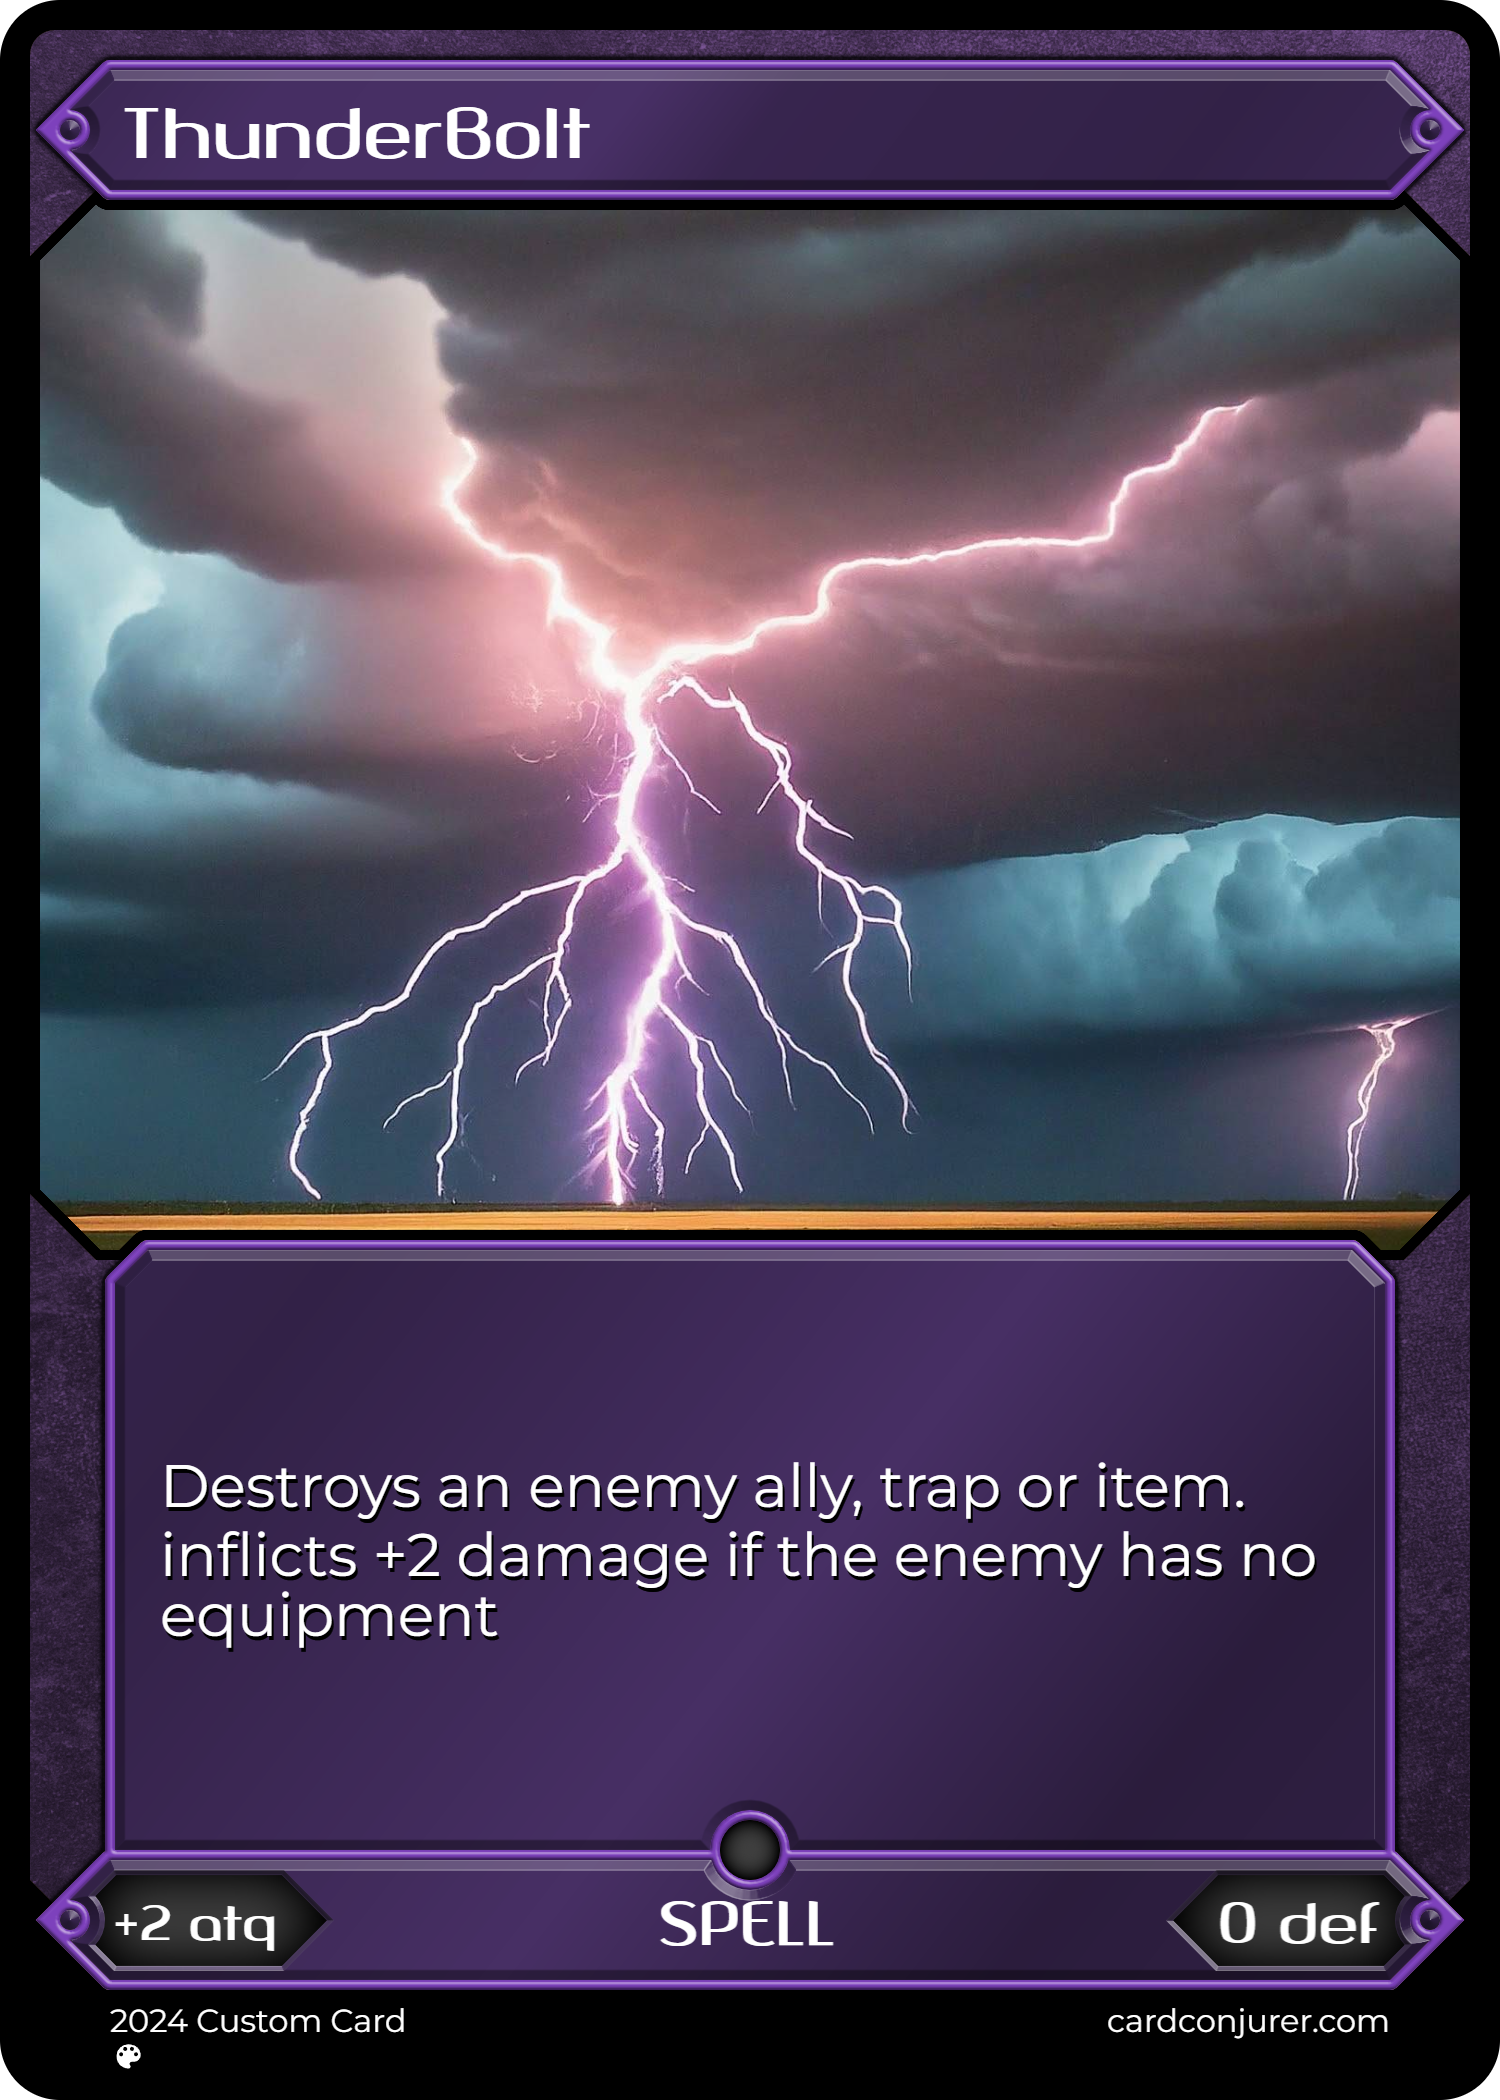 ThunderBolt
Destroys an enemy ally, trap or item.
inflicts +2 damage if the enemy has no
equipment
+2 atq
SPELL
0 def
2024 Custom Card
cardconjurer.com